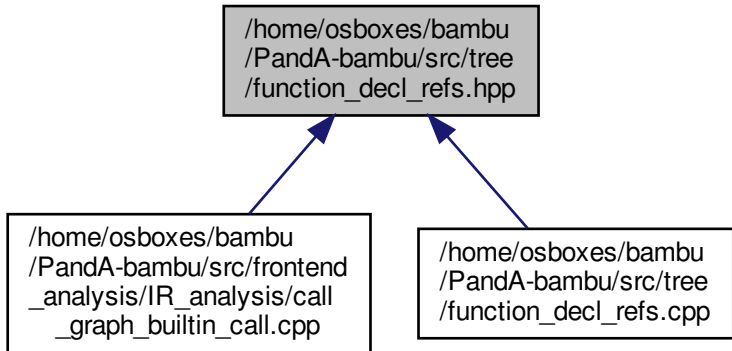 /home/osboxes/bambu
/PandA-bambu/src/tree
/function_decl_refs.hpp
/home/osboxes/bambu
/PandA-bambu/src/frontend
_analysis/IR_analysis/call
_graph_builtin_call.cpp
/home/osboxes/bambu
/PandA-bambu/src/tree
/function_decl_refs.cpp